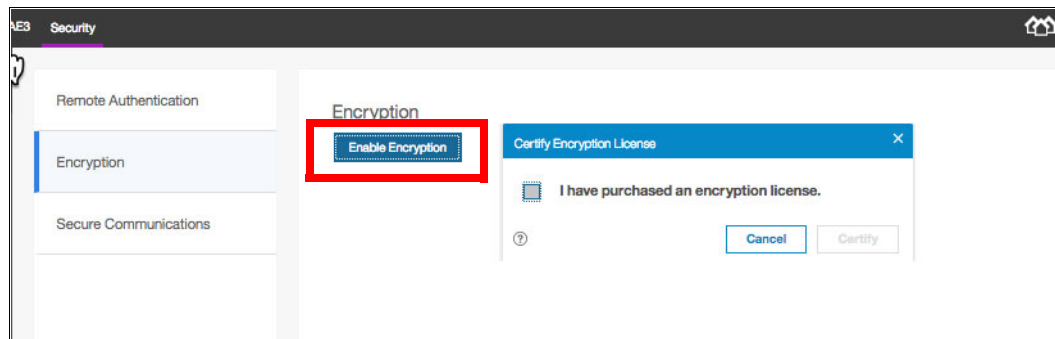 AE3 Security
Remote Authentication
Encryption
Secure Communications
Encryption
Enable Encryption
Certify Encryption License
I have purchased an encryption license.
?
Cancel Certify